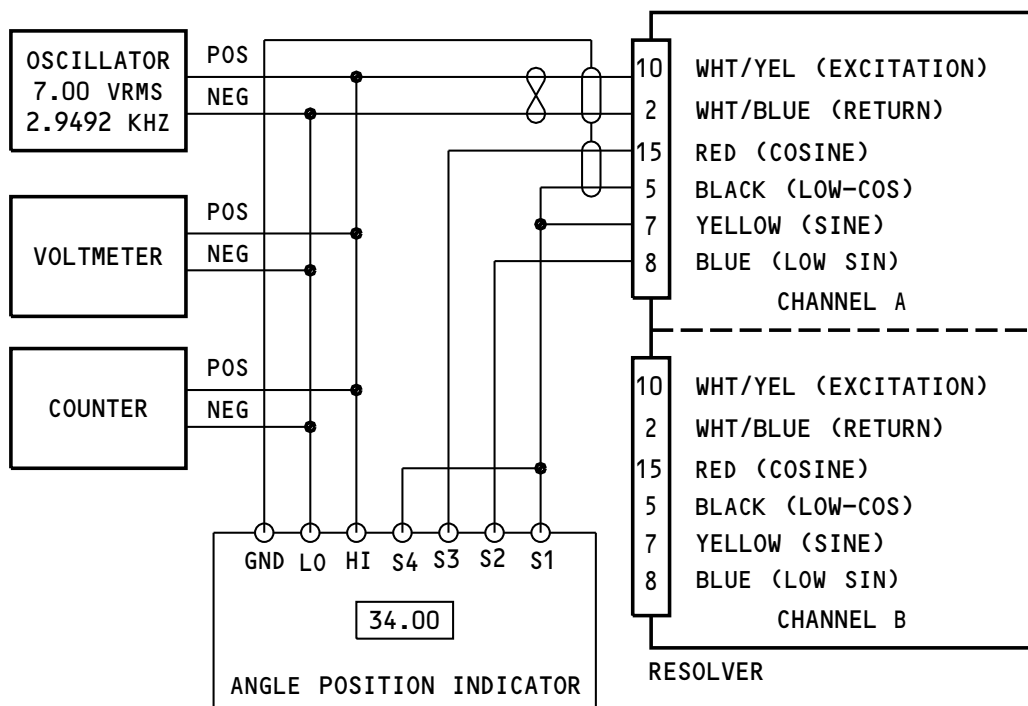 OSCILLATOR
7.00 VRMS
2.9492 KHZ
POS
NEG
VOLTMETER
POS
NEG
COUNTER
POS
NEG
10 WHT/YEL (EXCITATION)
2 WHT/BLUE (RETURN)
15 RED (COSINE)
5 BLACK (LOW-COS)
7 YELLOW (SINE)
8 BLUE (LOW SIN)
CHANNEL A
10 WHT/YEL (EXCITATION)
2 WHT/BLUE (RETURN)
15 RED (COSINE)
5 BLACK (LOW-COS)
7 YELLOW (SINE)
8 BLUE (LOW SIN)
CHANNEL B
RESOLVER
GND LO HI S4 S3 S2 S1
34.00
ANGLE POSITION INDICATOR